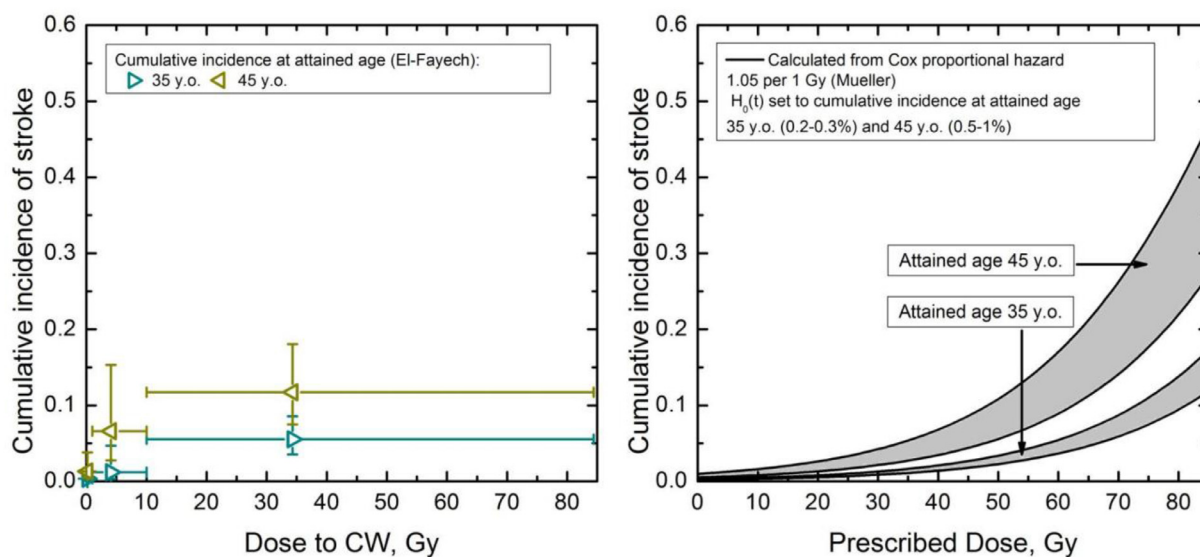 Cumulative incidence of stroke
0.6
0.5
0.4
0.3
0.2
0.1
0.0
Cumulative incidence at attained age (El-Fayech):
35 y.o. 45 y.o.
0 10 20 30 40 50 60 70 80
Dose to CW, Gy
Cumulative incidence of stroke
0.6
0.5
0.4
0.3
0.2
0.1
0.0
Calculated from Cox proportional hazard
1.05 per 1 Gy (Mueller)
H0(t) set to cumulative incidence at attained age
35 y.o. (0.2-0.3%) and 45 y.o. (0.5-1%)
Attained age 45 y.o.
Attained age 35 y.o.
0 10 20 30 40 50 60 70 80
Prescribed Dose, Gy